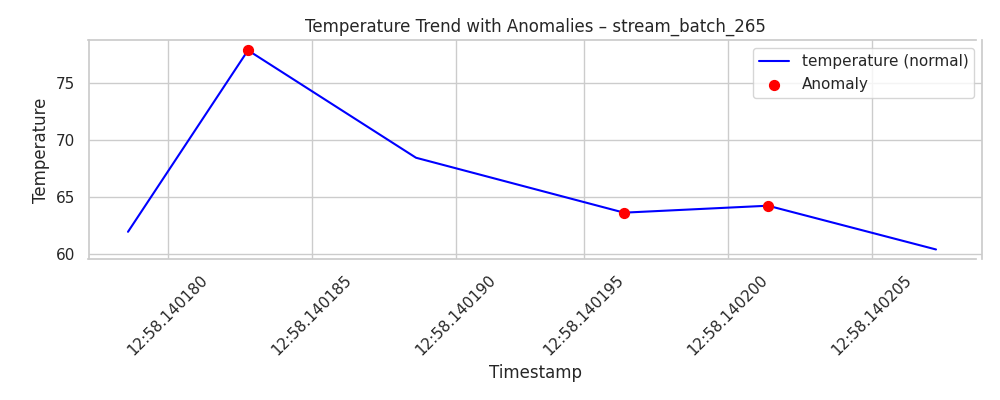 Temperature Trend with Anomalies – stream_batch_265
temperature (normal)
Anomaly
Temperature
75
70
65
60
12:58.140180
12:58.140185
12:58.140190
12:58.140195
12:58.140200
12:58.140205
Timestamp